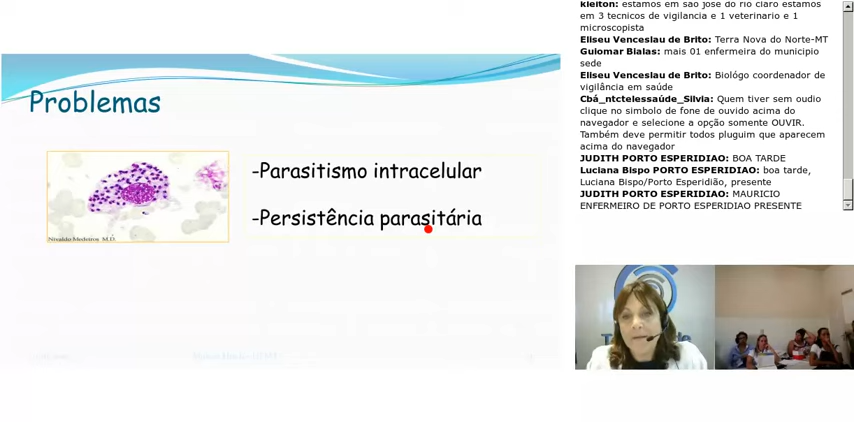 Problemas
-Parasitismo intracelular
-Persistência parasitária
Nivaldo Medeiros M.D.
kleiton: estamos em sao jose do rio claro estamos
em 3 tecnicos de vigilancia e 1 veterinario e 1
microscopista
Eliseu Venceslau de Brito: Terra Nova do Norte-MT
Guiomar Bialas: mais 01 enfermeira do municipio
sede
Eliseu Venceslau de Brito: Biológo coordenador de
vigilância em saúde
Cbá_ntctelessaúde_Silvia: Quem tiver sem oudio
clique no simbolo de fone de ouvido acima do
navegador e selecione a opção somente OUVIR.
Também deve permitir todos pluguim que aparecem
acima do navegador
JUDITH PORTO ESPERIDIAO: BOA TARDE
Luciana Bispo PORTO ESPERIDIAO: boa tarde,
Luciana Bispo/Porto Esperidião, presente
JUDITH PORTO ESPERIDIAO: MAURICIO
ENFERMEIRO DE PORTO ESPERIDIAO PRESENTE